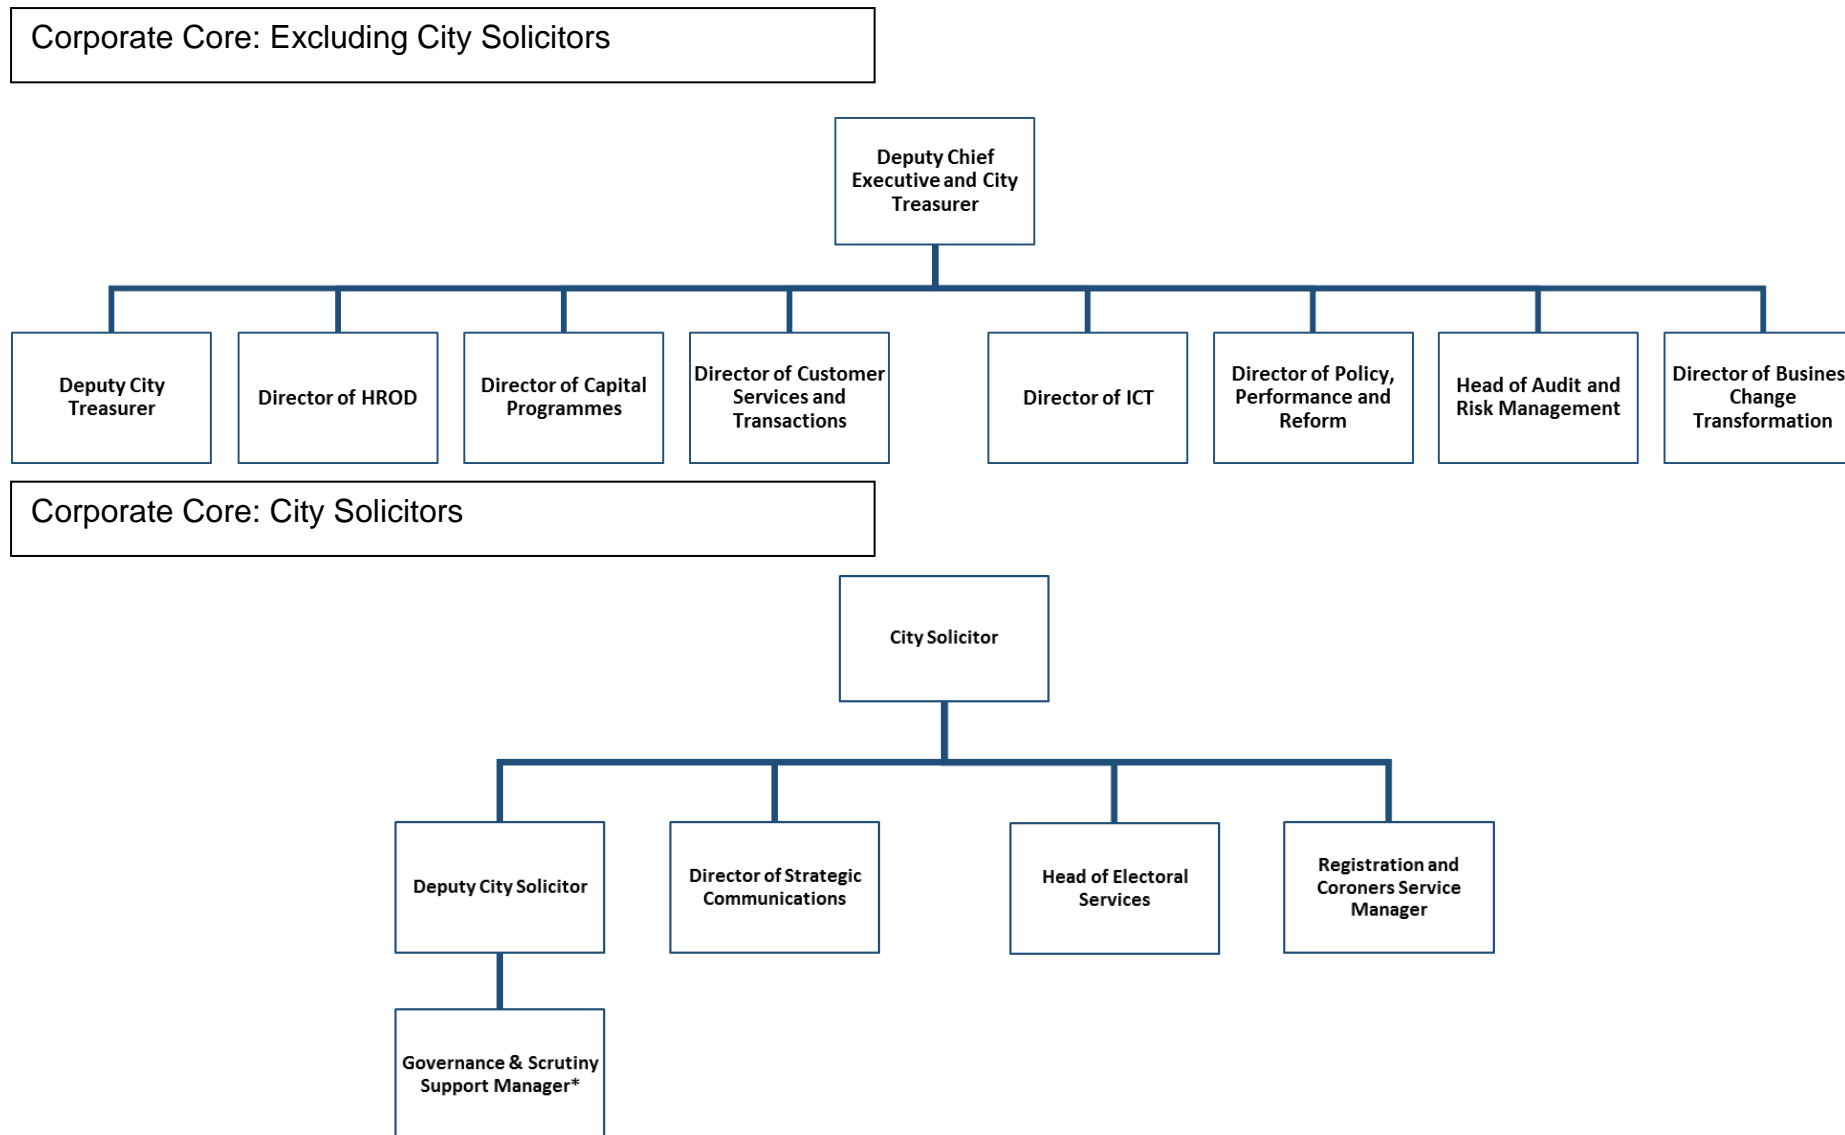 Corporate Core: Excluding City Solicitors
Deputy Chief
Executive and City
Treasurer
Deputy City
Treasurer
Director of HROD
Director of Capital
Programmes
Director of Customer
Services and
Transactions
Director of ICT
Director of Policy,
Performance and
Reform
Head of Audit and
Risk Management
Director of Busines
Change
Transformation
Corporate Core: City Solicitors
City Solicitor
Deputy City Solicitor
Director of Strategic
Communications
Head of Electoral
Services
Registration and
Coroners Service
Manager
Governance & Scrutiny
Support Manager*